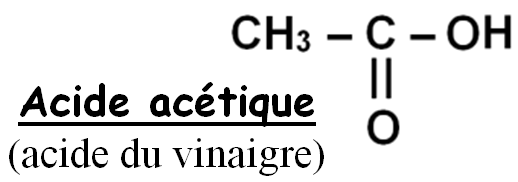 CH3 – C – OH
||
O
Acide acétique
(acide du vinaigre)